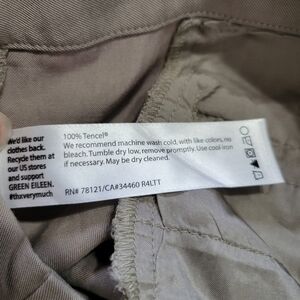 We'd like our
clothes back.
Recycle them at
our US stores
and support
GREEN EILEEN.
#thxverymuch
100% Tencel®
We recommend machine wash cold, with like colors, no
bleach. Tumble dry low, remove promptly. Use cool iron
if necessary. May be dry cleaned.
RN# 78121/CA#34460 R4LTT